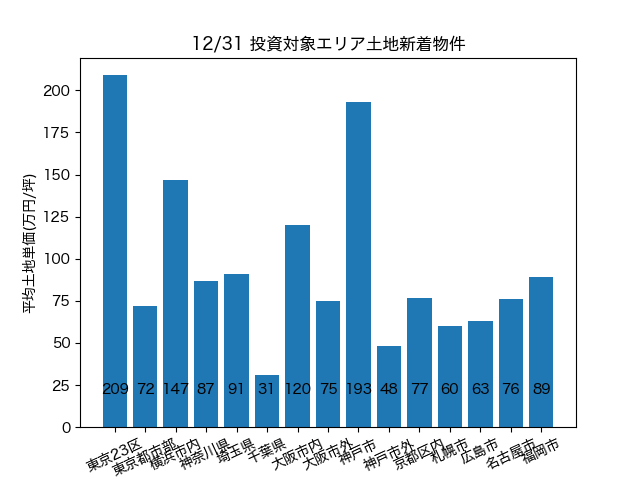 12/31 投資対象エリア土地新着物件
平均土地単価(万円/坪)
200
175
150
125
100
75
50
25
0
209 72 147 87 91 31 120 75 193 48 77 60 63 76 89
東京23区 東京都市部 横浜市内 神奈川県 埼玉県 千葉県 大阪市内 大阪市外 神戸市 神戸市外 京都区内 札幌市 広島市 名古屋市 福岡市